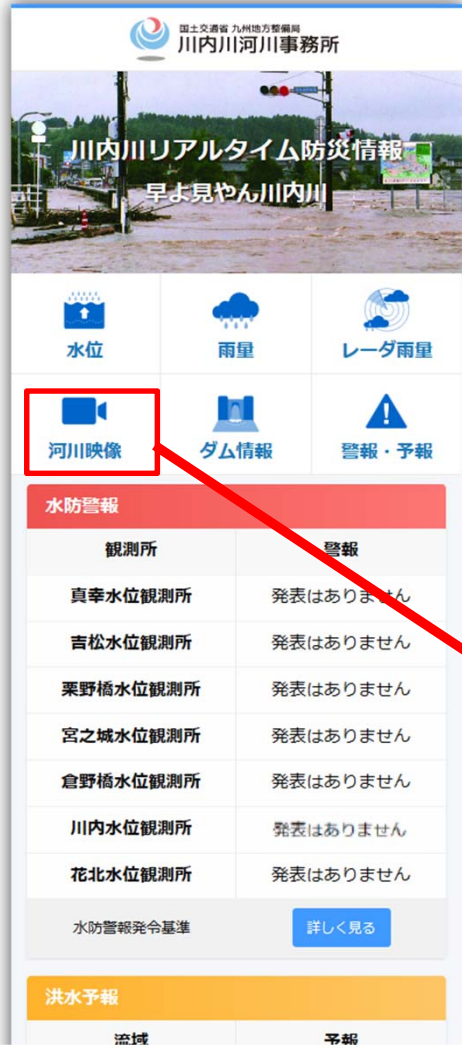 国土交通省 九州地方整備局
川内川河川事務所
川内川リアルタイム防災情報
早よ見やん川内川
水位
雨量
レーダ雨量
河川映像
ダム情報
警報・予報
水防警報
観測所 警報
真幸水位観測所 発表はありません
吉松水位観測所 発表はありません
栗野橋水位観測所 発表はありません
宮之城水位観測所 発表はありません
倉野橋水位観測所 発表はありません
川内水位観測所 発表はありません
花北水位観測所 発表はありません
水防警報発令基準 詳しく見る
洪水予報
流域 予報